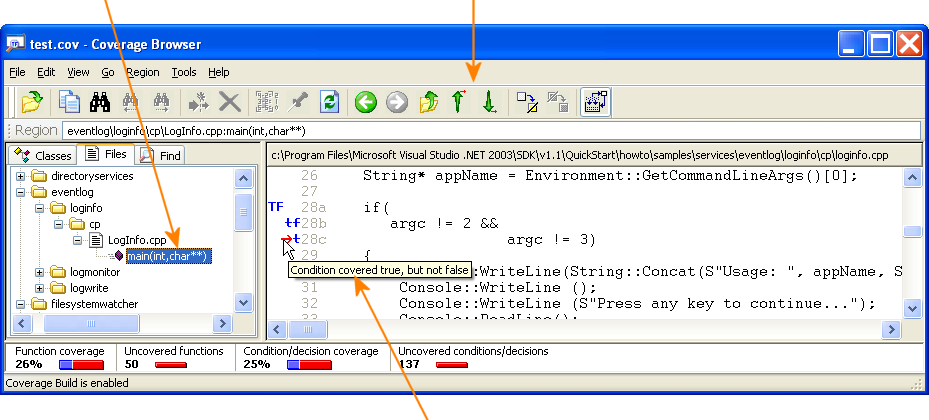 test.cov - Coverage Browser
File Edit View Go Region Tools Help
Region eventlog\loginfo\cp\LogInfo.cpp:main(int,char**)
Classes Files Find
c:\Program Files\Microsoft Visual Studio .NET 2003\SDK\v1.1\QuickStart\howto\samples\services\eventlog\loginfo\cp\loginfo.cpp
directoryservices
eventlog
loginfo
cp
LogInfo.cpp
main(int,char**)
logmonitor
logwrite
filesystemwatcher
26 String* appName = Environment::GetCommandLineArgs()[0];
27
TF 28a if(
tf28b argc != 2 &&
t28c argc != 3)
29 {
Condition covered true, but not false
::WriteLine(String::Concat(S"Usage: ", appName, S
31 Console::WriteLine ();
32 Console::WriteLine (S"Press any key to continue...");
33 Console::ReadLine();
Function coverage Uncovered functions Condition/decision coverage Uncovered conditions/decisions
26% 50 25% 137
Coverage Build is enabled